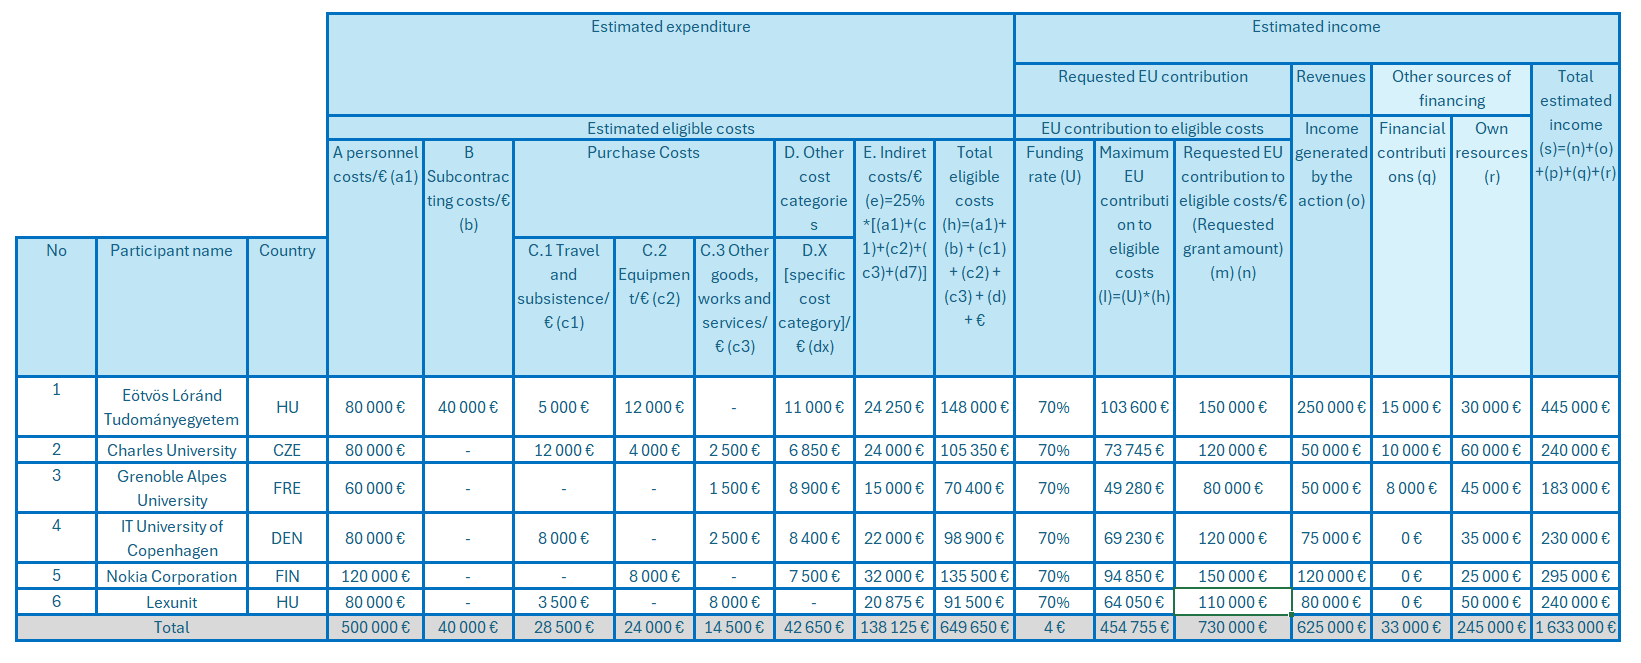 Estimated expenditure
Estimated income
Requested EU contribution
Revenues
Other sources of
financing
Total
estimated
income
(s)=(n)+(o)
+(p)+(q)+(r)
Estimated eligible costs
EU contribution to eligible costs
Income
generated
by the
action (o)
Financial
contributi
ons (q)
Own
resources
(r)
A personnel
costs/€ (a1)
B
Subcontrac
ting costs/€
(b)
Purchase Costs
D. Other
cost
categorie
s
E. Indiret
costs/€
(e)=25%
*[(a1)+(c
1)+(c2)+(
c3)+(d7)]
Total
eligible
costs
(h)=(a1)+
(b) + (c1)
+ (c2) +
(c3) + (d)
+ €
Funding
rate (U)
Maximum
EU
contributi
on to
eligible
costs
(I)=(U)*(h)
Requested EU
contribution to
eligible costs/€
(Requested
grant amount)
(m) (n)
No
Participant name
Country
C.1 Travel
and
subsistence/
€ (c1)
C.2
Equipmen
t/€ (c2)
C.3 Other
goods,
works and
services/
€ (c3)
D.X
[specific
cost
category]/
€ (dx)
1
Eötvös Lóránd
Tudományegyetem
HU
80 000 €
40 000 €
5 000 €
12 000 €
-
11 000 €
24 250 €
148 000 €
70%
103 600 €
150 000 €
250 000 €
15 000 €
30 000 €
445 000 €
2
Charles University
CZE
80 000 €
-
12 000 €
4 000 €
2 500 €
6 850 €
24 000 €
105 350 €
70%
73 745 €
120 000 €
50 000 €
10 000 €
60 000 €
240 000 €
3
Grenoble Alpes
University
FRE
60 000 €
-
-
-
1 500 €
8 900 €
15 000 €
70 400 €
70%
49 280 €
80 000 €
50 000 €
8 000 €
45 000 €
183 000 €
4
IT University of
Copenhagen
DEN
80 000 €
-
8 000 €
-
2 500 €
8 400 €
22 000 €
98 900 €
70%
69 230 €
120 000 €
75 000 €
0 €
35 000 €
230 000 €
5
Nokia Corporation
FIN
120 000 €
-
-
8 000 €
-
7 500 €
32 000 €
135 500 €
70%
94 850 €
150 000 €
120 000 €
0 €
25 000 €
295 000 €
6
Lexunit
HU
80 000 €
-
3 500 €
-
8 000 €
-
20 875 €
91 500 €
70%
64 050 €
110 000 €
80 000 €
0 €
50 000 €
240 000 €
Total
500 000 €
40 000 €
28 500 €
24 000 €
14 500 €
42 650 €
138 125 €
649 650 €
4 €
454 755 €
730 000 €
625 000 €
33 000 €
245 000 €
1 633 000 €